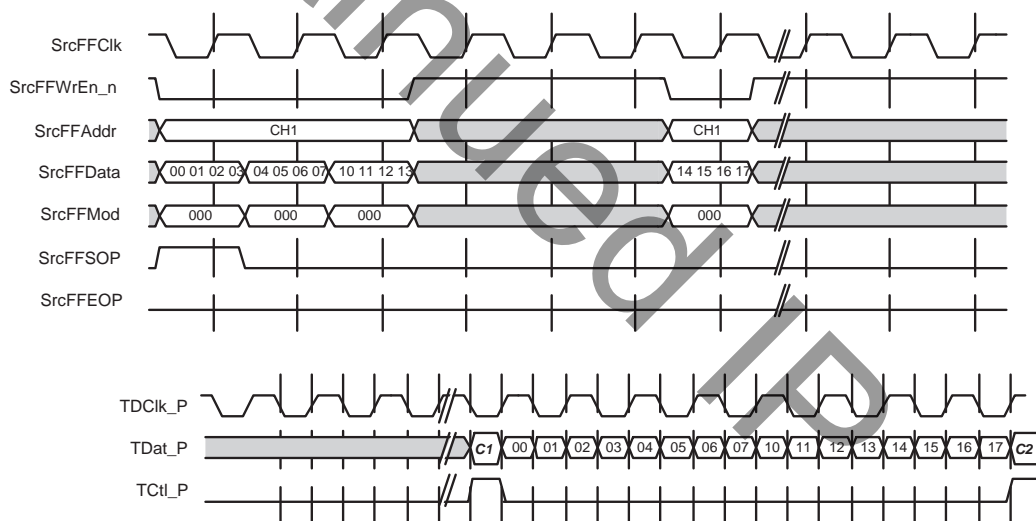 SrcFFClk
SrcFFWrEn_n
SrcFFAddr CH1 CH1
SrcFFData 00 01 02 03 04 05 06 07 10 11 12 13 14 15 16 17
SrcFFMod 000 000 000 000
SrcFFSOP
SrcFFEOP
TDClk_P
TDat_P C1 00 01 02 03 04 05 06 07 10 11 12 13 14 15 16 17 C2
TCtl_P
nued IP